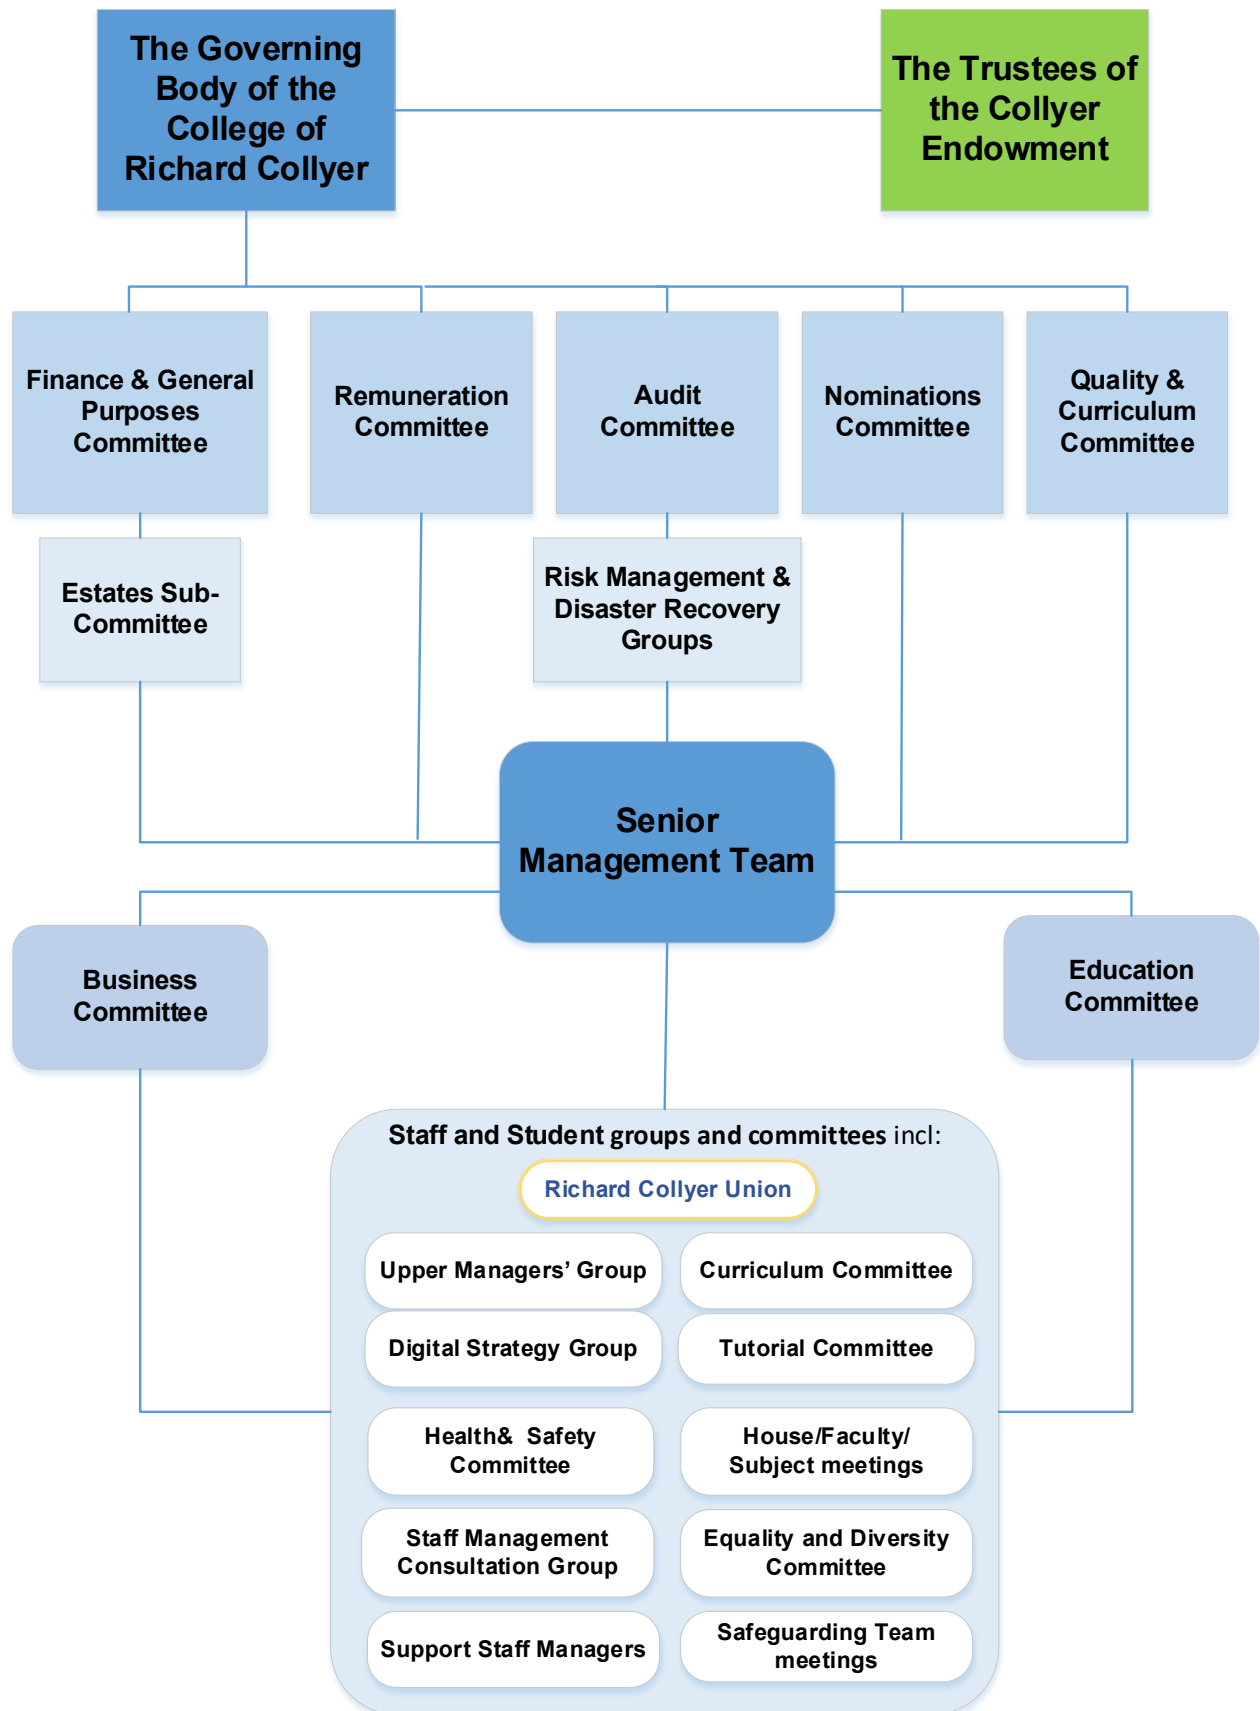 The Governing
Body of the
College of
Richard Collyer
The Trustees of
the Collyer
Endowment
Finance & General
Purposes
Committee
Remuneration
Committee
Audit
Committee
Nominations
Committee
Quality &
Curriculum
Committee
Estates Sub-
Committee
Risk Management &
Disaster Recovery
Groups
Senior
Management Team
Business
Committee
Education
Committee
Staff and Student groups and committees incl:
Richard Collyer Union
Upper Managers’ Group
Curriculum Committee
Digital Strategy Group
Tutorial Committee
Health& Safety
Committee
House/Faculty/
Subject meetings
Staff Management
Consultation Group
Equality and Diversity
Committee
Support Staff Managers
Safeguarding Team
meetings